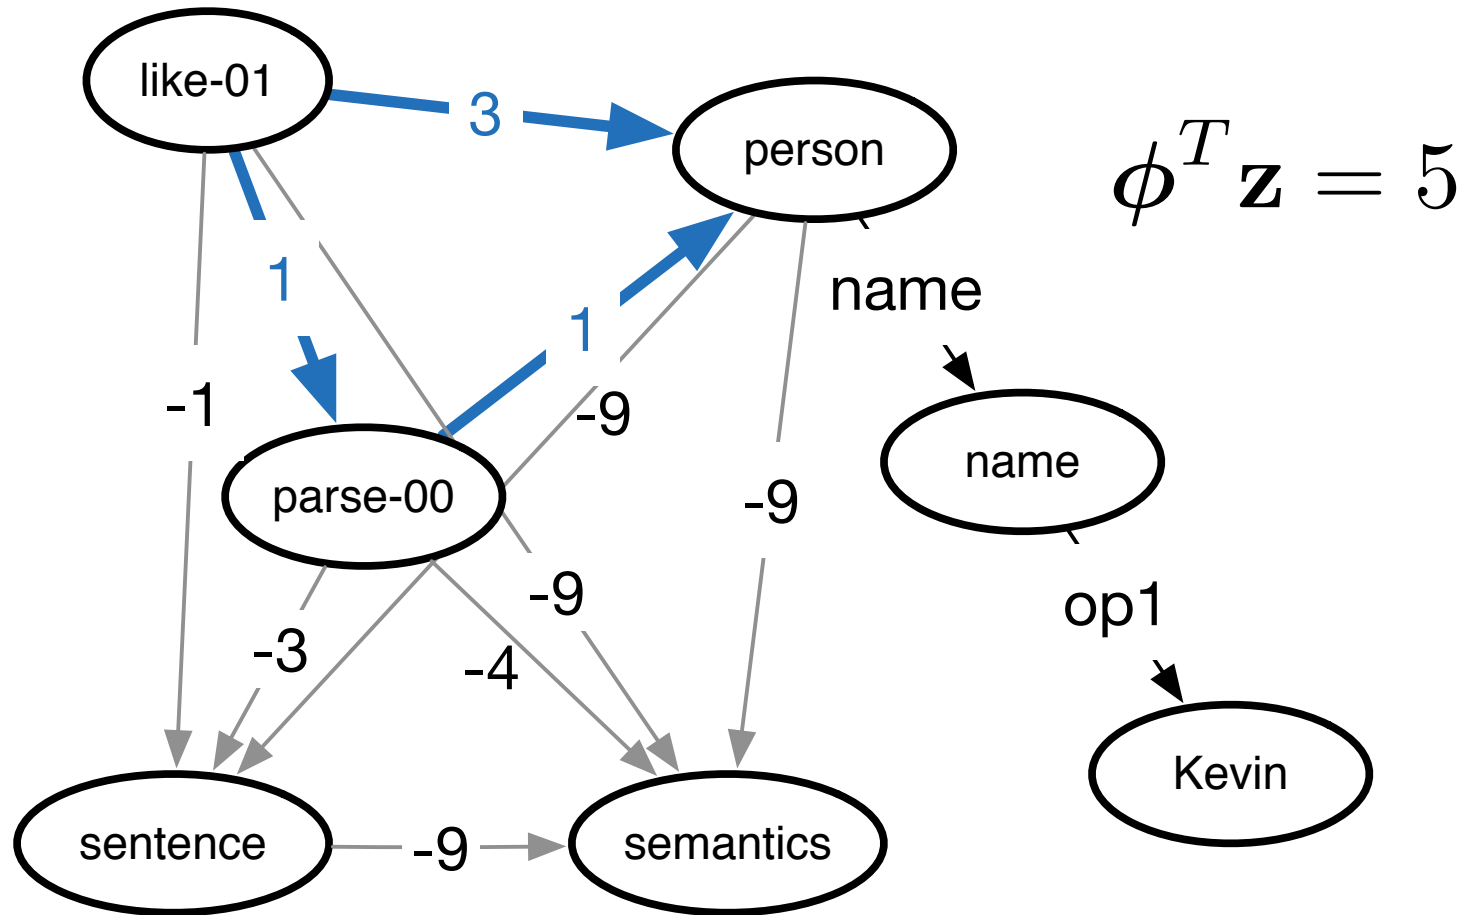 like-01
3
person
ϕᵀ z = 5
1
name
1
-1
-9
name
parse-00
-9
-9
op1
-3
-4
Kevin
sentence
-9
semantics